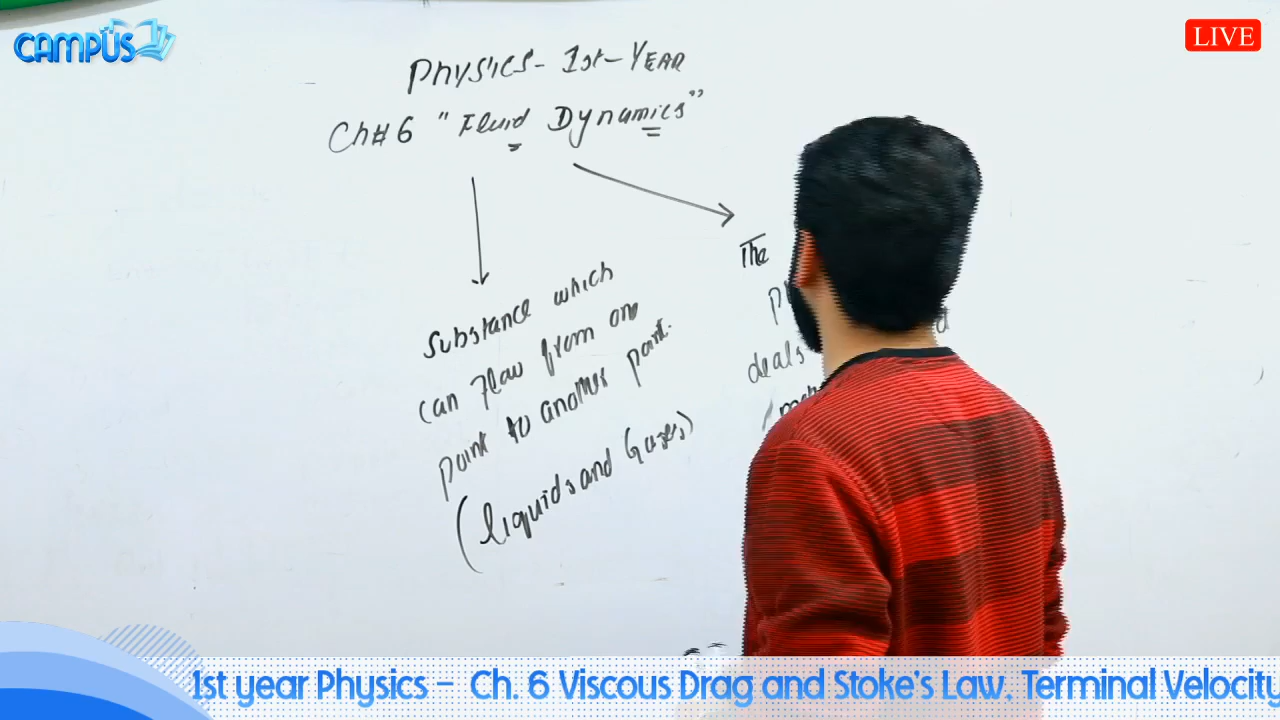 CAMPUS
LIVE
Physics - 1st - YEAR
Ch# 6 "Fluid Dynamics"
Substance which
can flow from one
point to another point.
(liquids and Gases)
The
deals
1st year Physics – Ch. 6 Viscous Drag and Stoke's Law, Terminal Velocity